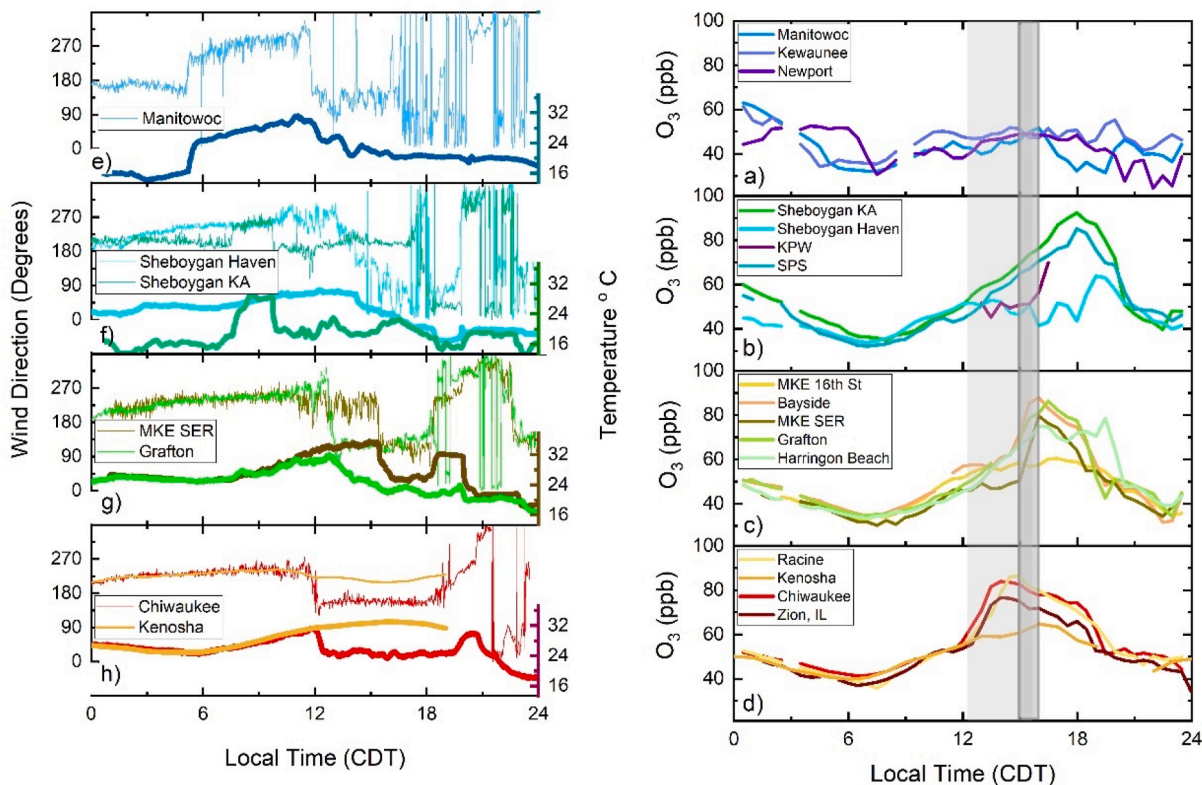 270
180
90
0
Manitowoc
32
24
16
e)
270
180
90
0
Sheboygan Haven
Sheboygan KA
32
24
16
f)
270
180
90
0
MKE SER
Grafton
32
24
16
g)
270
180
90
0
Chiwaukee
Kenosha
32
24
16
h)
0 6 12 18 24
Local Time (CDT)
Wind Direction (Degrees)
Temperature ° C
100
80
60
40
O3 (ppb)
Manitowoc
Kewaunee
Newport
a)
100
80
60
40
O3 (ppb)
Sheboygan KA
Sheboygan Haven
KPW
SPS
b)
100
80
60
40
O3 (ppb)
MKE 16th St
Bayside
MKE SER
Grafton
Harringon Beach
c)
100
80
60
40
O3 (ppb)
Racine
Kenosha
Chiwaukee
Zion, IL
d)
0 6 12 18 24
Local Time (CDT)